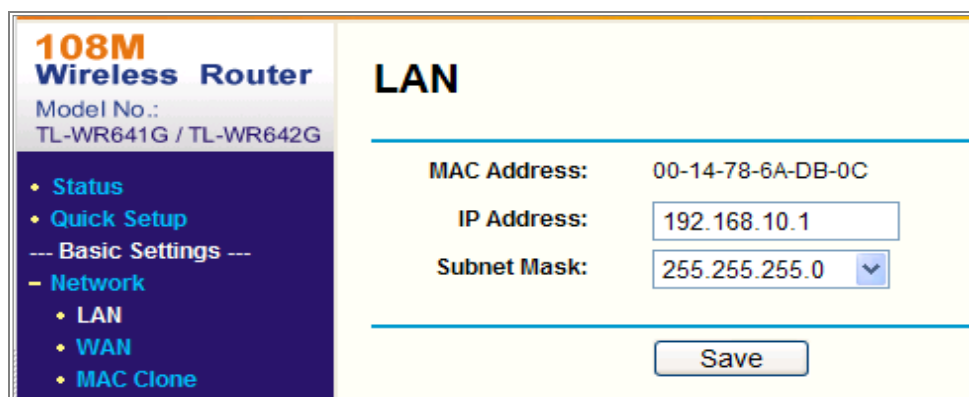 108M
Wireless Router
Model No.:
TL-WR641G / TL-WR642G
• Status
• Quick Setup
--- Basic Settings ---
– Network
• LAN
• WAN
• MAC Clone
LAN
MAC Address: 00-14-78-6A-DB-0C
IP Address: 192.168.10.1
Subnet Mask: 255.255.255.0
Save